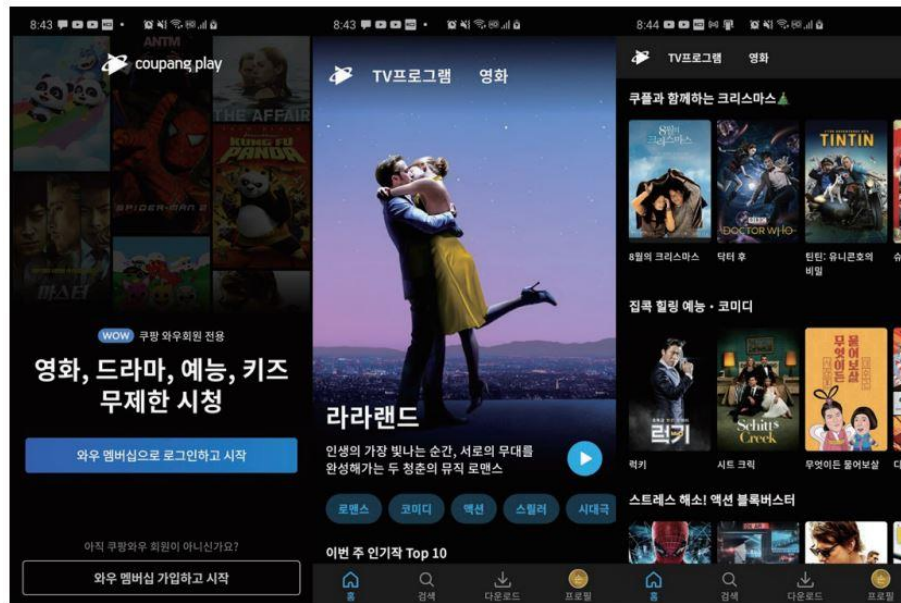 8:43
coupang play
ANTM
THE AFFAIR
KUNG FU
PANDA
SPIDER-MAN 2
마스터
WOW 쿠팡 와우회원 전용
영화, 드라마, 예능, 키즈
무제한 시청
와우 멤버십으로 로그인하고 시작
아직 쿠팡와우 회원이 아니신가요?
와우 멤버십 가입하고 시작
8:43
TV프로그램 영화
라라랜드
인생의 가장 빛나는 순간, 서로의 무대를
완성해가는 두 청춘의 뮤직 로맨스
로맨스 코미디 액션 스릴러 시대극
이번 주 인기작 Top 10
홈 검색 다운로드 프로필
8:44
TV프로그램 영화
쿠플과 함께하는 크리스마스
8월의
크리스마스
BBC
DOCTOR WHO
TINTIN
8월의 크리스마스 닥터 후 틴틴: 유니콘호의
비밀
집콕 힐링 예능 · 코미디
럭키
Schitt's
Creek
무엇이든
물어보살
럭키 시트 크릭 무엇이든 물어보살
스트레스 해소! 액션 블록버스터
홈 검색 다운로드 프로필